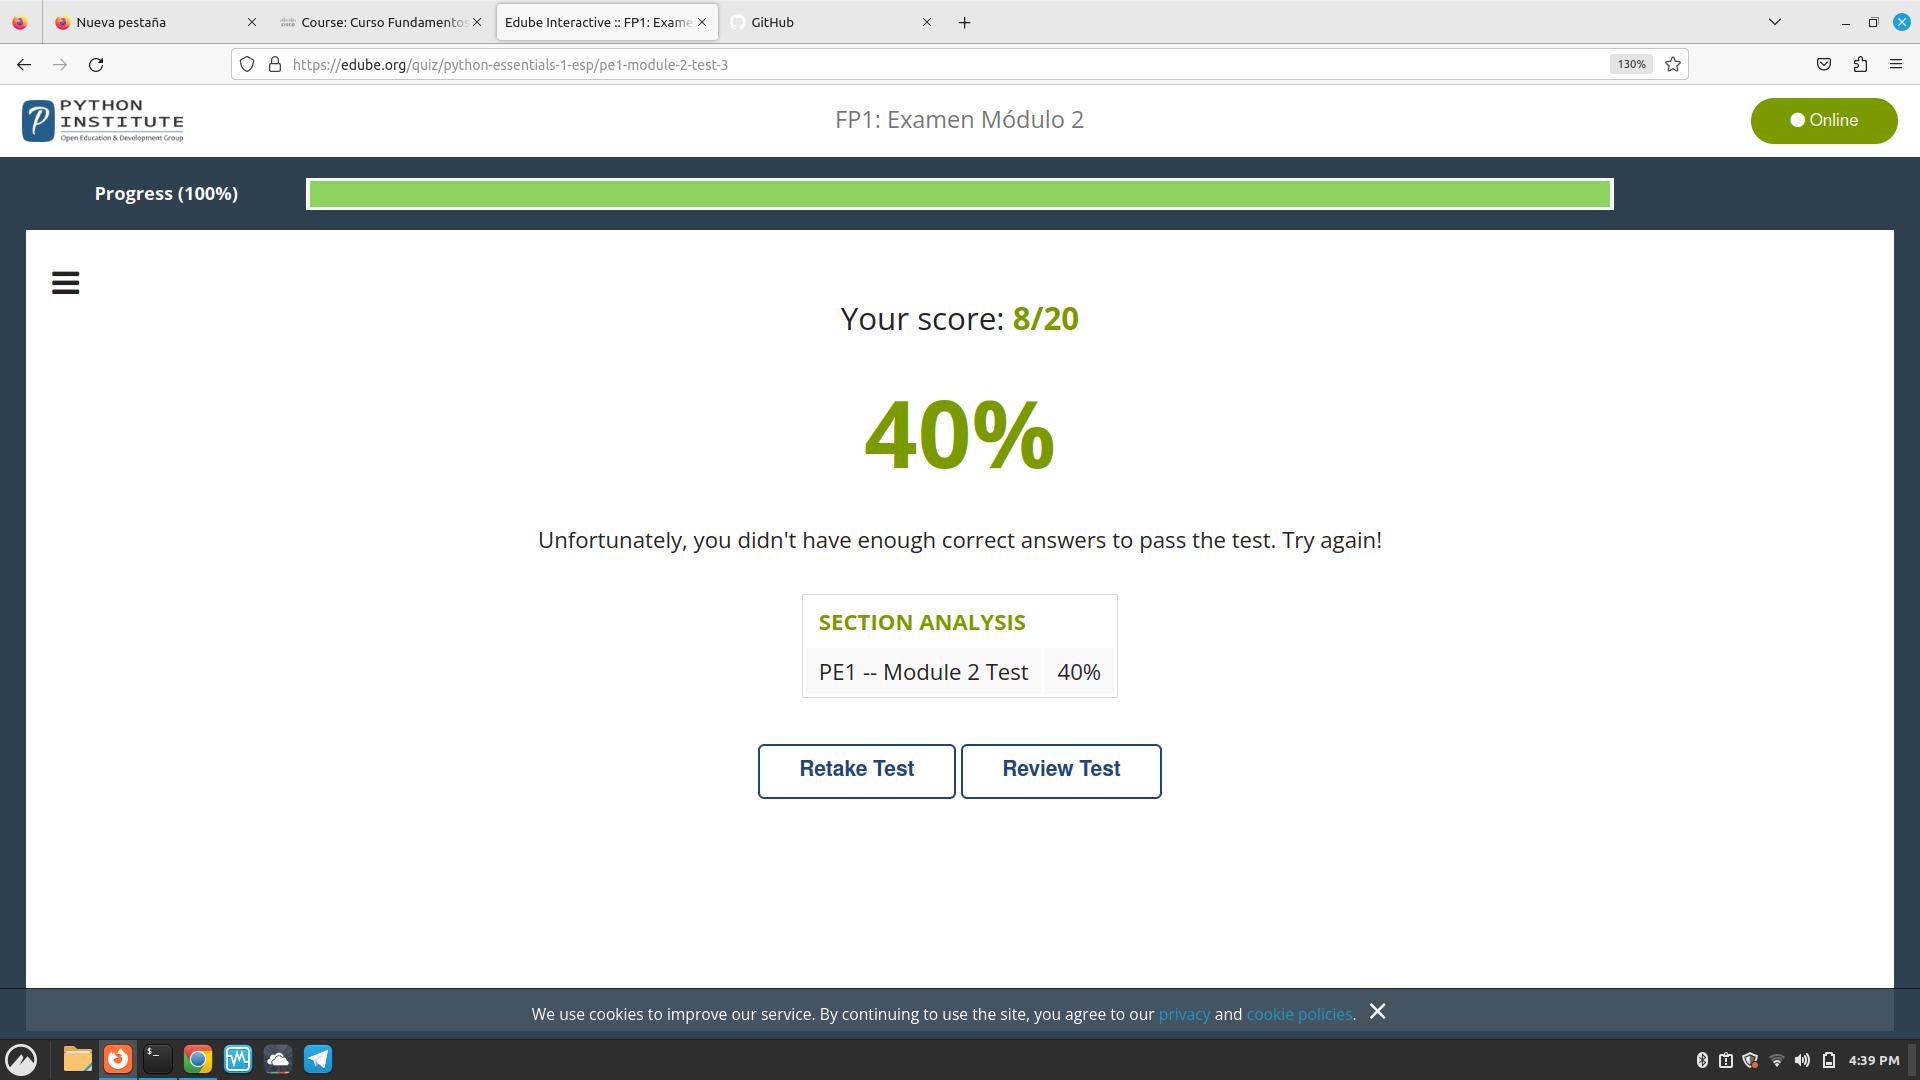 Nueva pestaña
Course: Curso Fundamentos
Edube Interactive :: FP1: Exame
GitHub
https://edube.org/quiz/python-essentials-1-esp/pe1-module-2-test-3
130%
PYTHON
INSTITUTE
Open Education & Development Group
FP1: Examen Módulo 2
Online
Progress (100%)
Your score: 8/20
40%
Unfortunately, you didn't have enough correct answers to pass the test. Try again!
SECTION ANALYSIS
PE1 -- Module 2 Test 40%
Retake Test
Review Test
We use cookies to improve our service. By continuing to use the site, you agree to our privacy and cookie policies.
4:39 PM